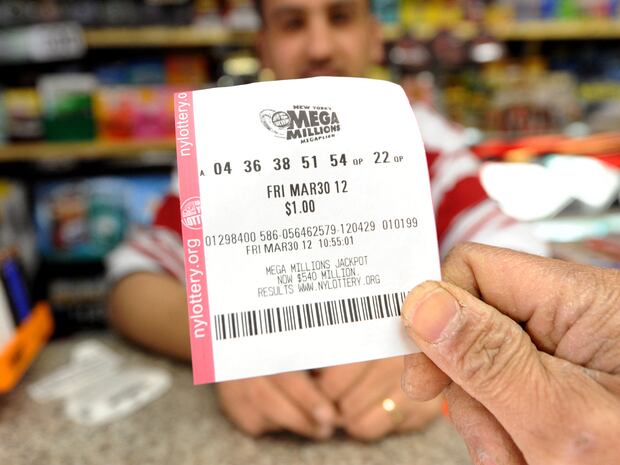 NEW YORK'S
MEGA
MILLIONS
MEGAPLIER
A. 04 36 38 51 54 QP 22 QP
FRI MAR30 12
$1.00
01298400 586-056462579-120429 010199
FRI MAR30 12 10:55:01
MEGA MILLIONS JACKPOT
NOW $540 MILLION.
RESULTS WWW.NYLOTTERY.ORG
nylottery.org
nylottery.org